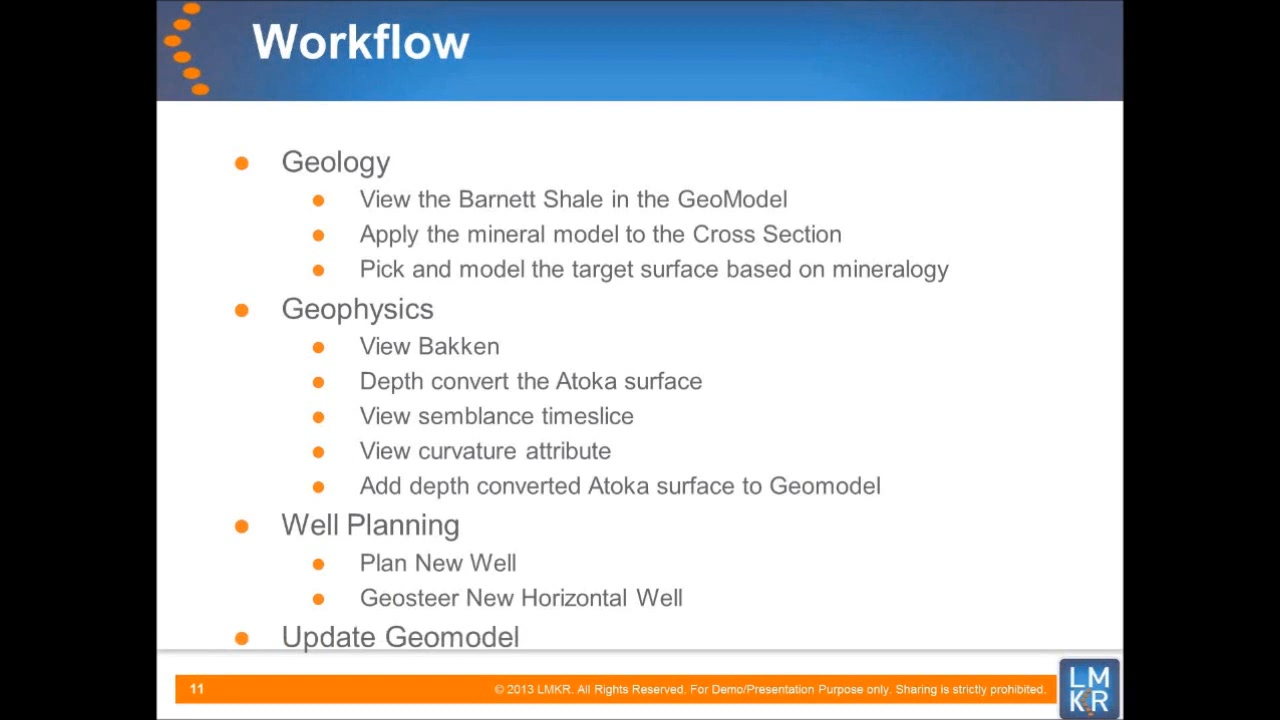 Workflow
Geology
View the Barnett Shale in the GeoModel
Apply the mineral model to the Cross Section
Pick and model the target surface based on mineralogy
Geophysics
View Bakken
Depth convert the Atoka surface
View semblance timeslice
View curvature attribute
Add depth converted Atoka surface to Geomodel
Well Planning
Plan New Well
Geosteer New Horizontal Well
Update Geomodel
11
© 2013 LMKR. All Rights Reserved. For Demo/Presentation Purpose only. Sharing is strictly prohibited.
LM
KR